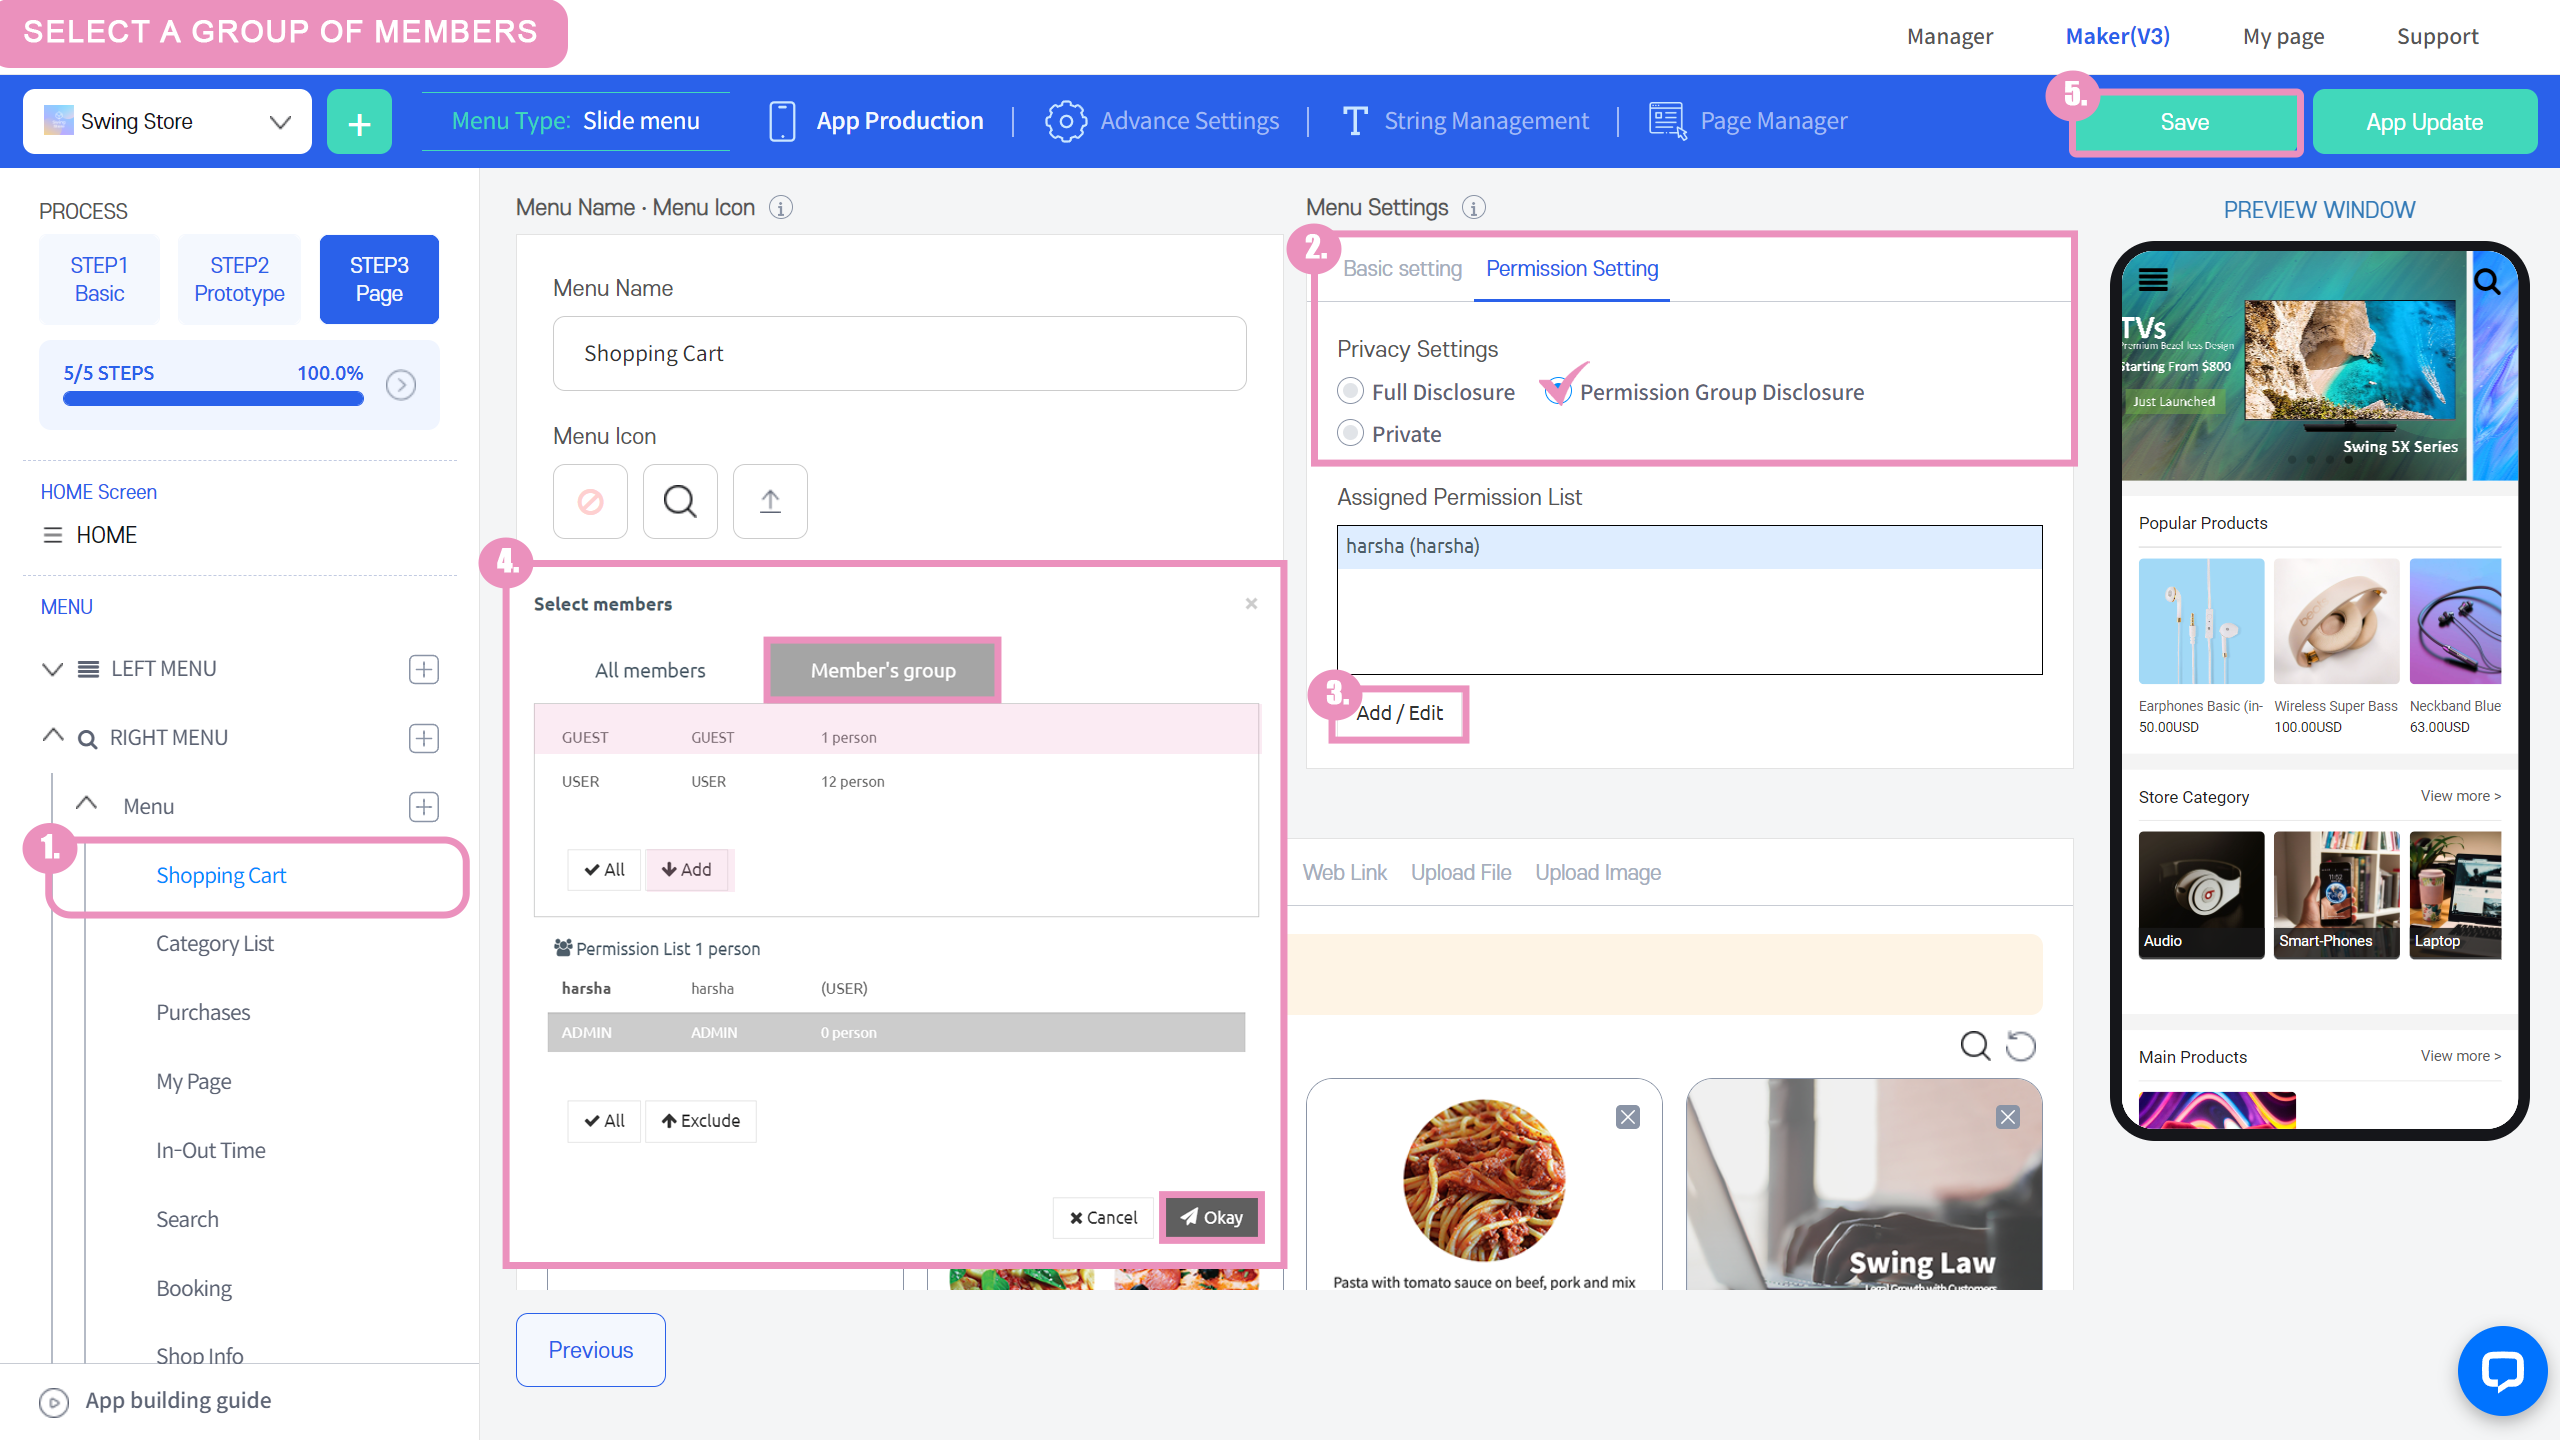 SELECT A GROUP OF MEMBERS
Manager
Maker(V3)
My page
Support
Swing Store
+
Menu Type: Slide menu
App Production
Advance Settings
String Management
Page Manager
5.
Save
App Update
PROCESS
STEP1
Basic
STEP2
Prototype
STEP3
Page
5/5 STEPS
100.0%
HOME Screen
HOME
MENU
LEFT MENU
RIGHT MENU
Menu
1.
Shopping Cart
Category List
Purchases
My Page
In-Out Time
Search
Booking
Shop Info
App building guide
Menu Name · Menu Icon
Menu Name
Shopping Cart
Menu Icon
4.
Select members
All members
Member's group
GUEST GUEST 1 person
USER USER 12 person
All
Add
Permission List 1 person
harsha harsha (USER)
ADMIN ADMIN 0 person
All
Exclude
Cancel
Okay
Previous
Menu Settings
2.
Basic setting
Permission Setting
Privacy Settings
Full Disclosure
Permission Group Disclosure
Private
Assigned Permission List
harsha (harsha)
3.
Add / Edit
Web Link
Upload File
Upload Image
Pasta with tomato sauce on beef, pork and mix
Swing Law
Legal Growth with Customers
PREVIEW WINDOW
TVs
Premium Bezel less Design
Starting From $800
Just Launched
Swing 5X Series
Popular Products
Earphones Basic (in-
50.00USD
Wireless Super Bass
100.00USD
Neckband Blue
63.00USD
Store Category
View more >
Audio
Smart-Phones
Laptop
Main Products
View more >